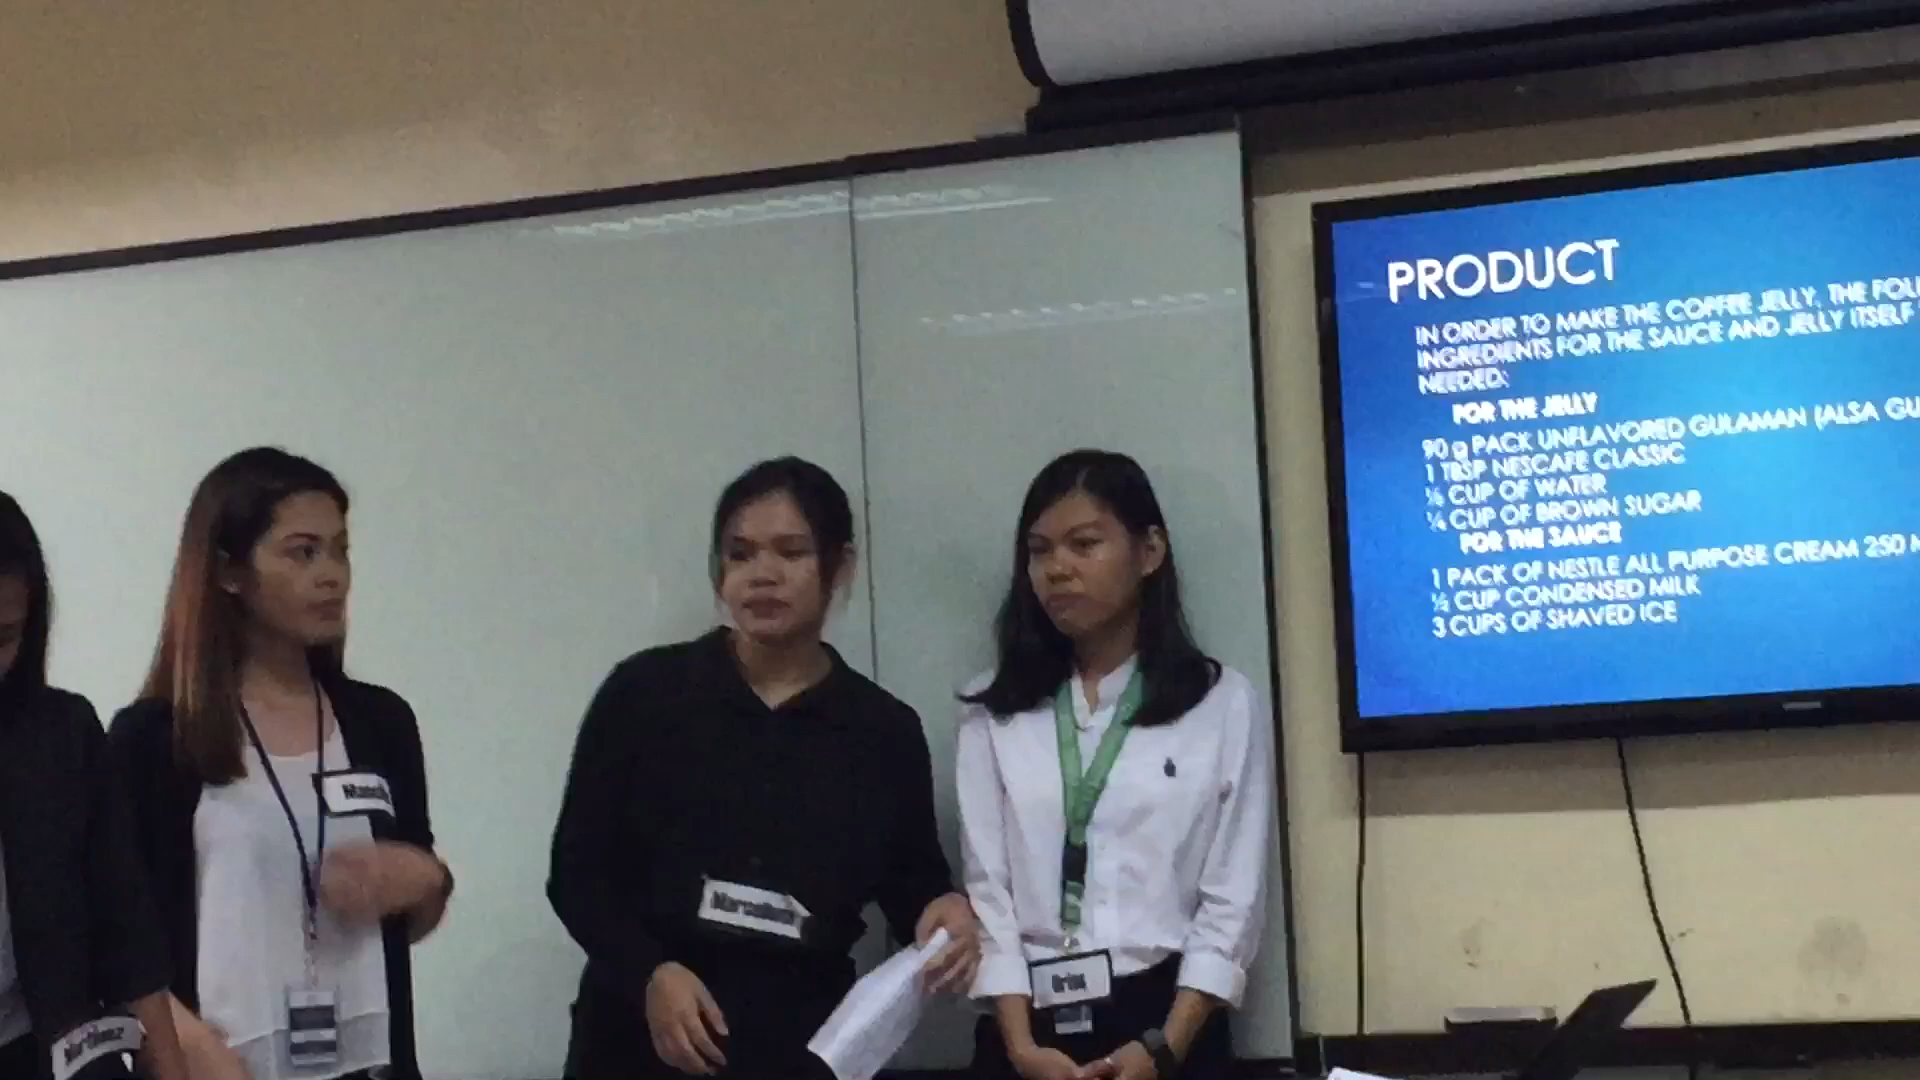 PRODUCT
IN ORDER TO MAKE THE COFFEE JELLY, THE
INGREDIENTS FOR THE SAUCE AND JELLY ITSELF
NEEDED:
FOR THE JELLY
90 g PACK UNFLAVORED GULAMAN (ALSA
1 TBSP NESCAFE CLASSIC
CUP OF WATER
¼ CUP OF BROWN SUGAR
FOR THE SAUCE
1 PACK OF NESTLE ALL PURPOSE CREAM 250
½ CUP CONDENSED MILK
3 CUPS OF SHAVED ICE